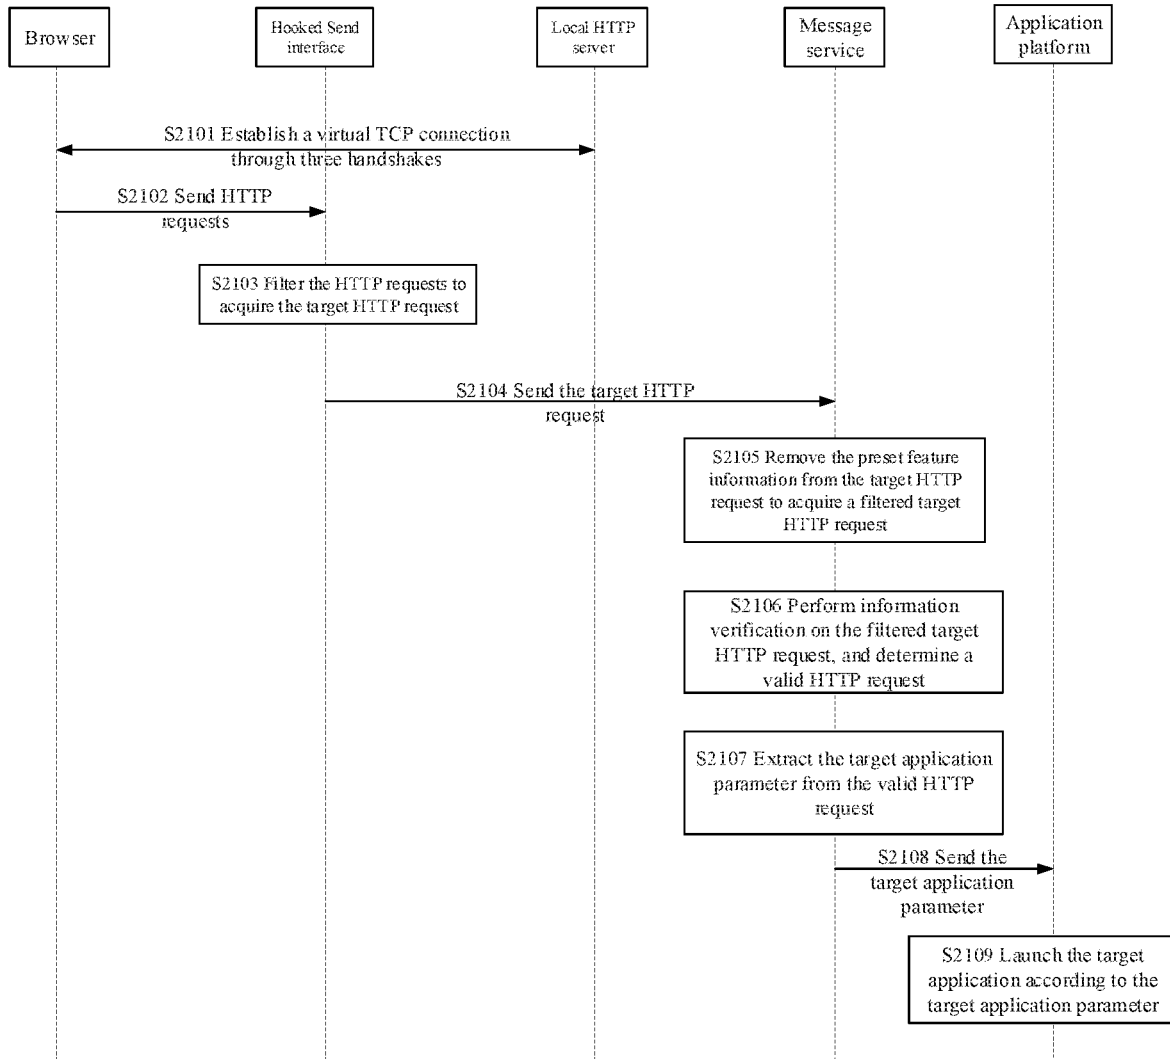 Browser
Hooked Send
interface
Local HTTP
server
Message
service
Application
platform
S2101 Establish a virtual TCP connection
through three handshakes
S2102 Send HTTP
requests
S2103 Filter the HTTP requests to
acquire the target HTTP request
S2104 Send the target HTTP
request
S2105 Remove the preset feature
information from the target HTTP
request to acquire a filtered target
HTTP request
S2106 Perform information
verification on the filtered target
HTTP request, and determine a
valid HTTP request
S2107 Extract the target application
parameter from the valid HTTP
request
S2108 Send the
target application
parameter
S2109 Launch the target
application according to the
target application parameter